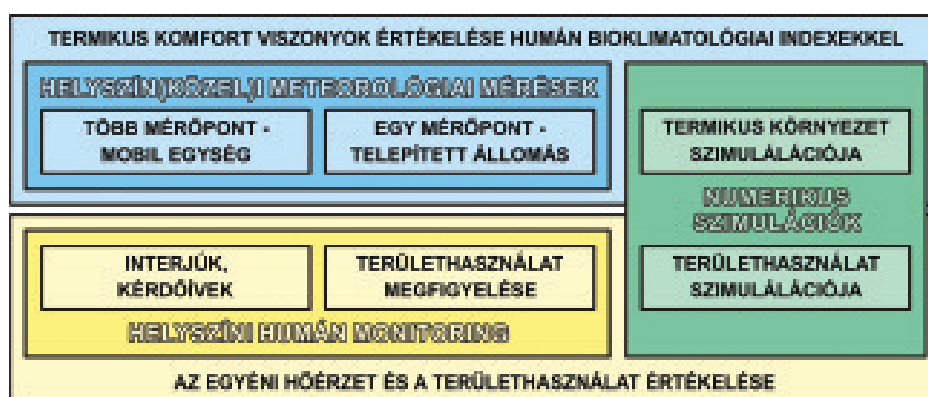 TERMIKUS KOMFORT VISZONYOK ÉRTÉKELÉSE HUMÁN BIOKLIMATOLÓGIAI INDEXEKKEL
HELYSZÍN(KÖZEL)I METEOROLÓGIAI MÉRÉSEK
TÖBB MÉRŐPONT -
MOBIL EGYSÉG
EGY MÉRŐPONT -
TELEPÍTETT ÁLLOMÁS
TERMIKUS KÖRNYEZET
SZIMULÁLÁCIÓJA
NUMERIKUS
SZIMULÁCIÓK
INTERJÚK,
KÉRDŐÍVEK
TERÜLETHASZNÁLAT
MEGFIGYELÉSE
TERÜLETHASZNÁLAT
SZIMULÁLÁCIÓJA
HELYSZÍNI HUMÁN MONITORING
AZ EGYÉNI HŐÉRZET ÉS A TERÜLETHASZNÁLAT ÉRTÉKELÉSE